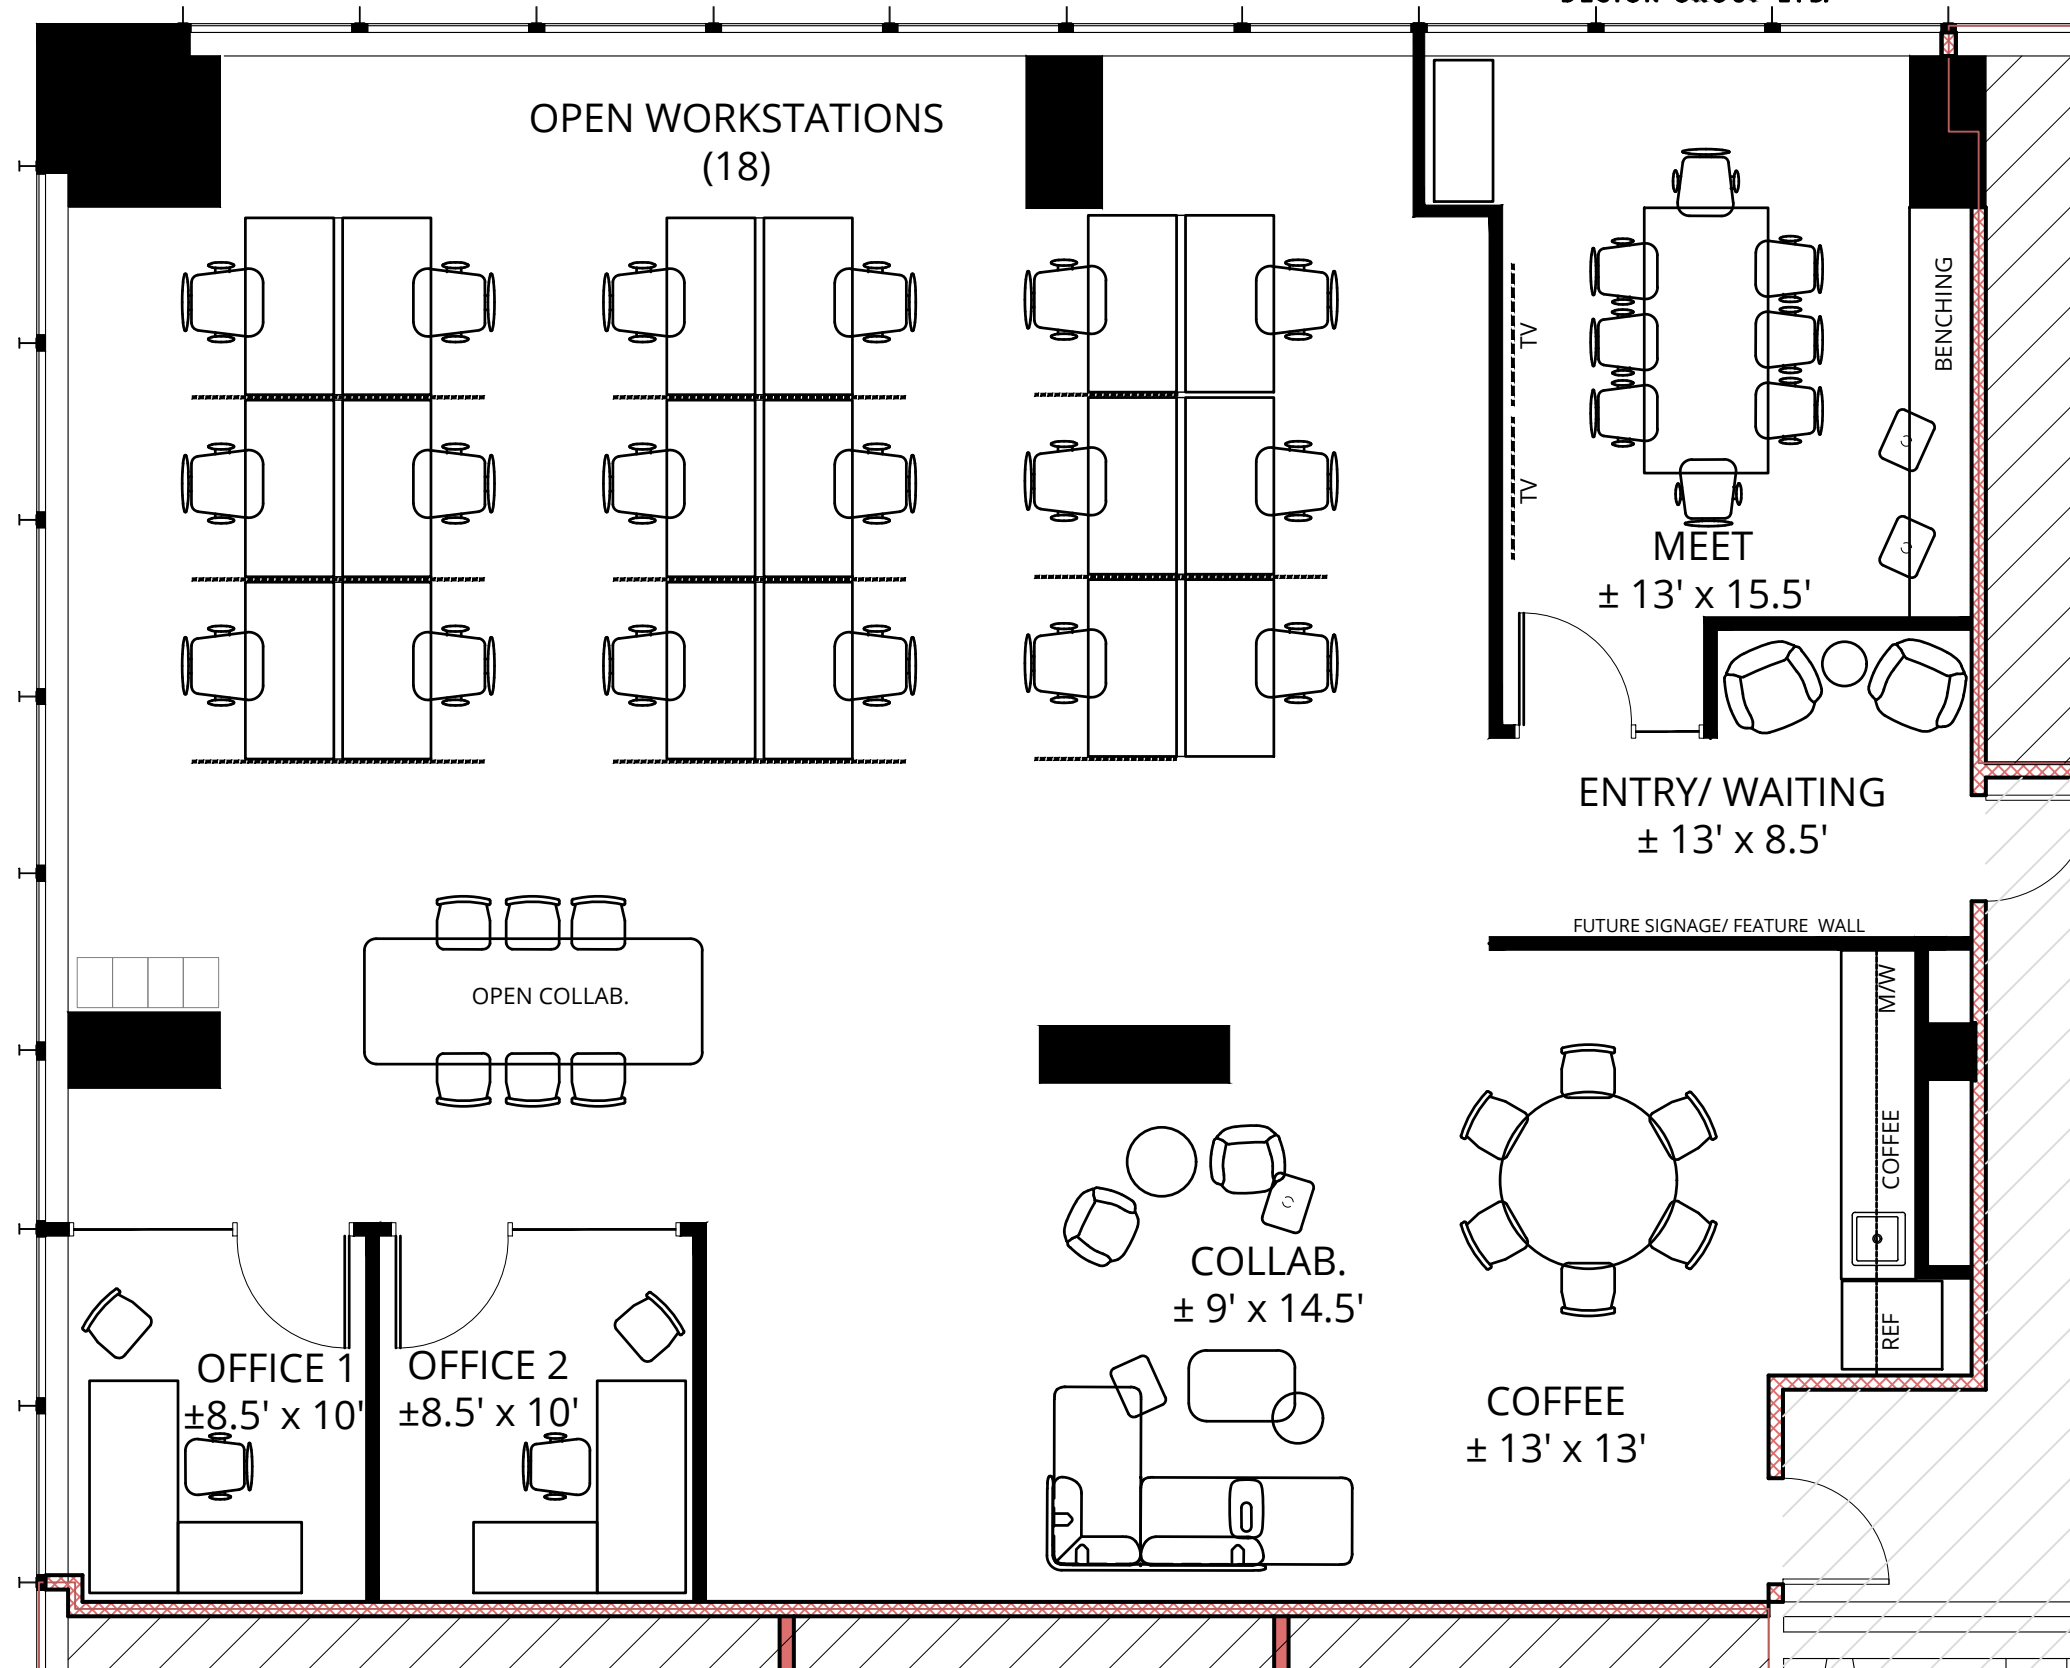 OPEN WORKSTATIONS
(18)
BENCHING
TV
TV
MEET
± 13' x 15.5'
ENTRY/ WAITING
± 13' x 8.5'
FUTURE SIGNAGE/ FEATURE WALL
OPEN COLLAB.
M/W
COFFEE
REF
COLLAB.
± 9' x 14.5'
OFFICE 1
±8.5' x 10'
OFFICE 2
±8.5' x 10'
COFFEE
± 13' x 13'